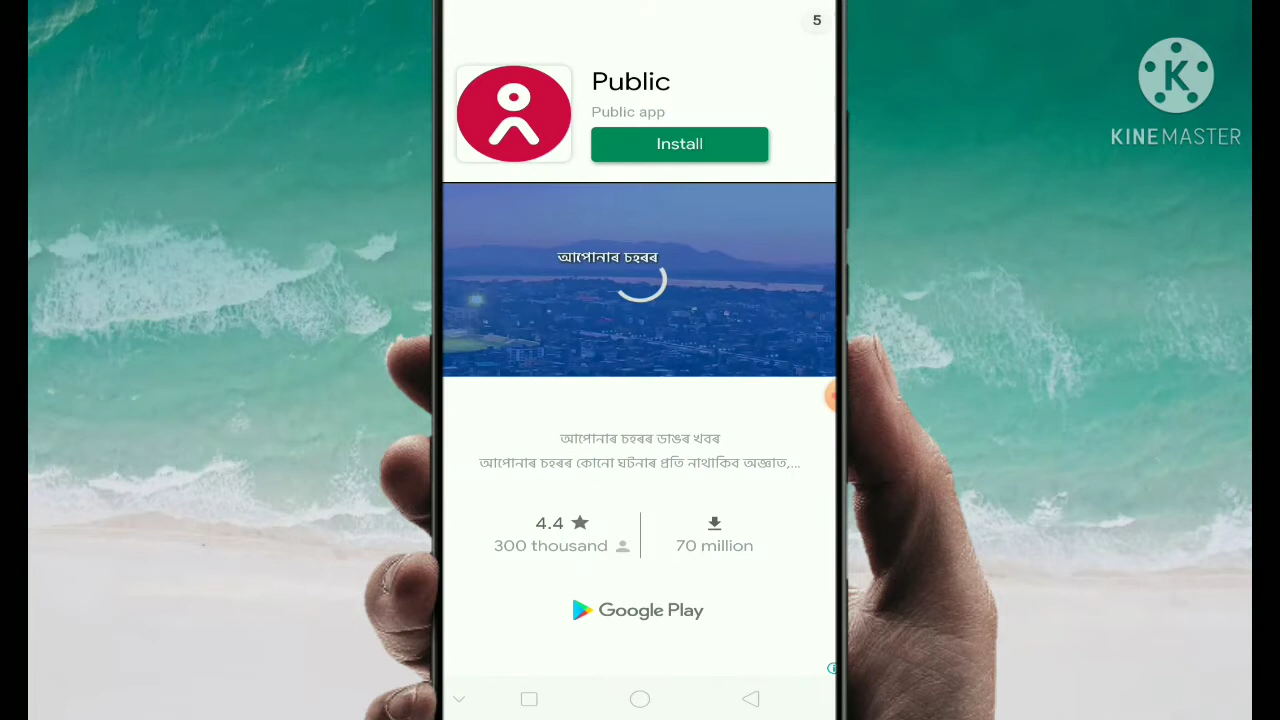 5
Public
Public app
Install
আপোনাৰ চহৰৰ
আপোনাৰ চহৰৰ ডাঙৰ খবৰ
আপোনাৰ চহৰৰ কোনো ঘটনাৰ প্ৰতি নাথাকিব অজ্ঞাত,...
4.4
300 thousand
70 million
Google Play
K
KINEMASTER